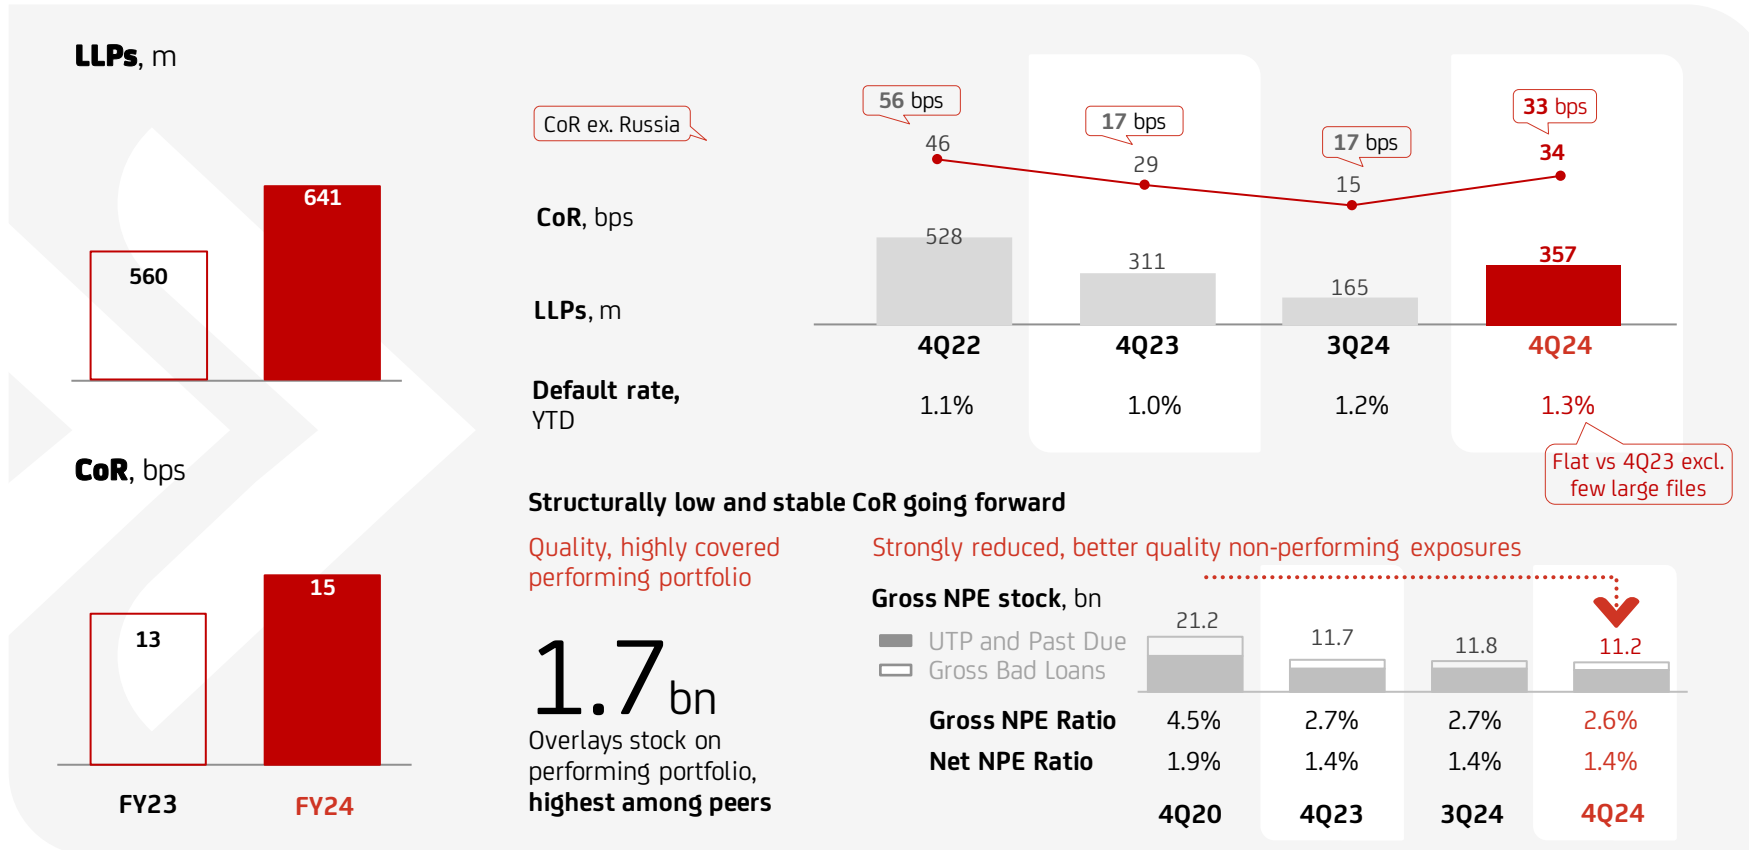 LLPs, m
560
641
CoR, bps
13
15
FY23
FY24
CoR ex. Russia
56 bps
17 bps
17 bps
33 bps
CoR, bps
46
29
15
34
LLPs, m
528
311
165
357
4Q22
4Q23
3Q24
4Q24
Default rate,
YTD
1.1%
1.0%
1.2%
1.3%
Flat vs 4Q23 excl.
few large files
Structurally low and stable CoR going forward
Quality, highly covered
performing portfolio
1.7 bn
Overlays stock on
performing portfolio,
highest among peers
Strongly reduced, better quality non-performing exposures
Gross NPE stock, bn
UTP and Past Due
Gross Bad Loans
21.2
11.7
11.8
11.2
Gross NPE Ratio
4.5%
2.7%
2.7%
2.6%
Net NPE Ratio
1.9%
1.4%
1.4%
1.4%
4Q20
4Q23
3Q24
4Q24